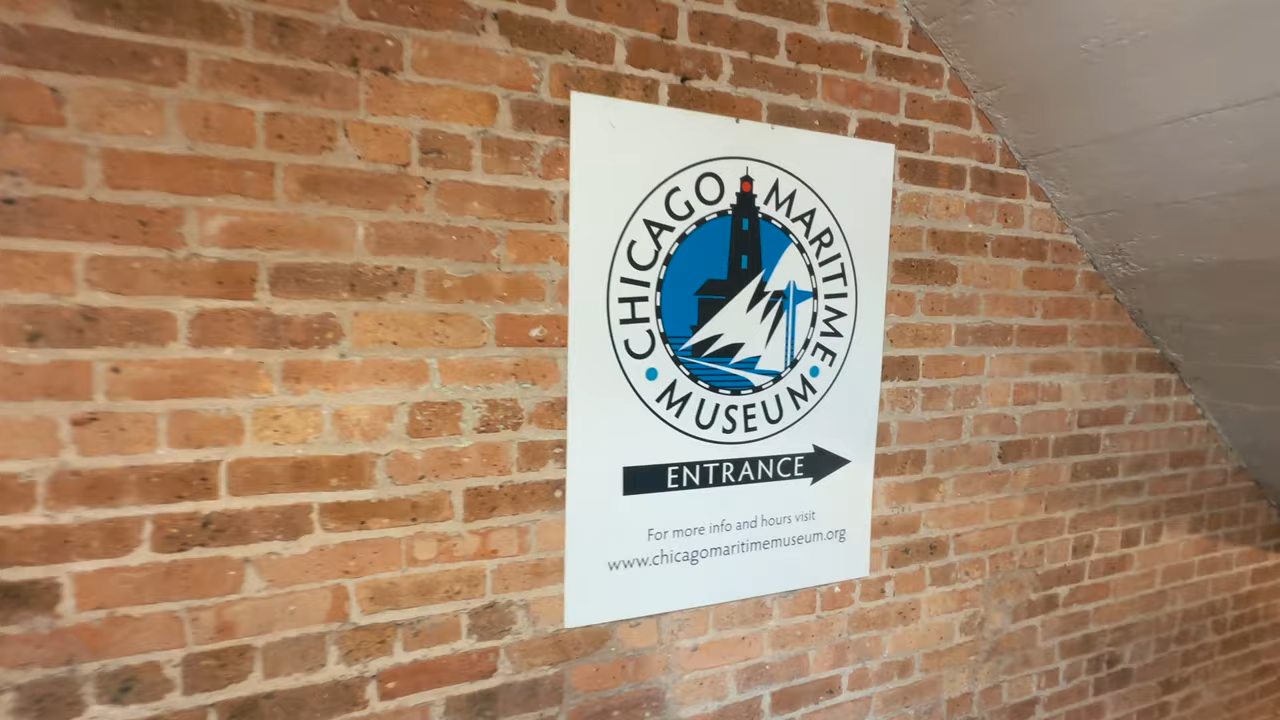 CHICAGO MARITIME
MUSEUM
ENTRANCE
For more info and hours visit
www.chicagomaritimemuseum.org